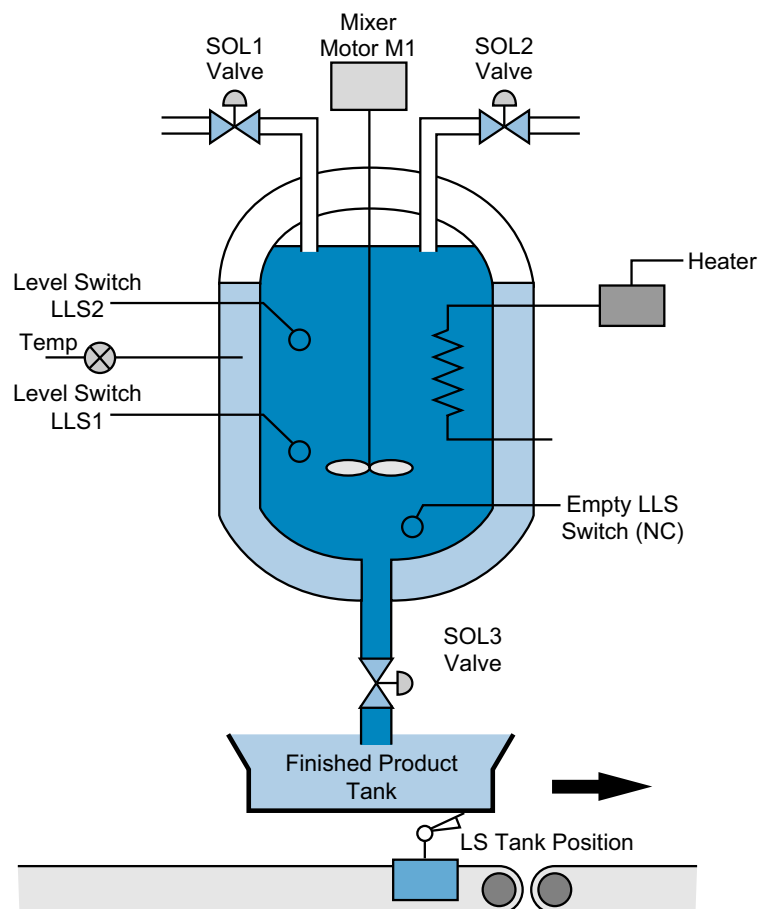 Mixer
Motor M1
SOL1
Valve
SOL2
Valve
Heater
Level Switch
LLS2
Temp
Level Switch
LLS1
Empty LLS
Switch (NC)
SOL3
Valve
Finished Product
Tank
LS Tank Position